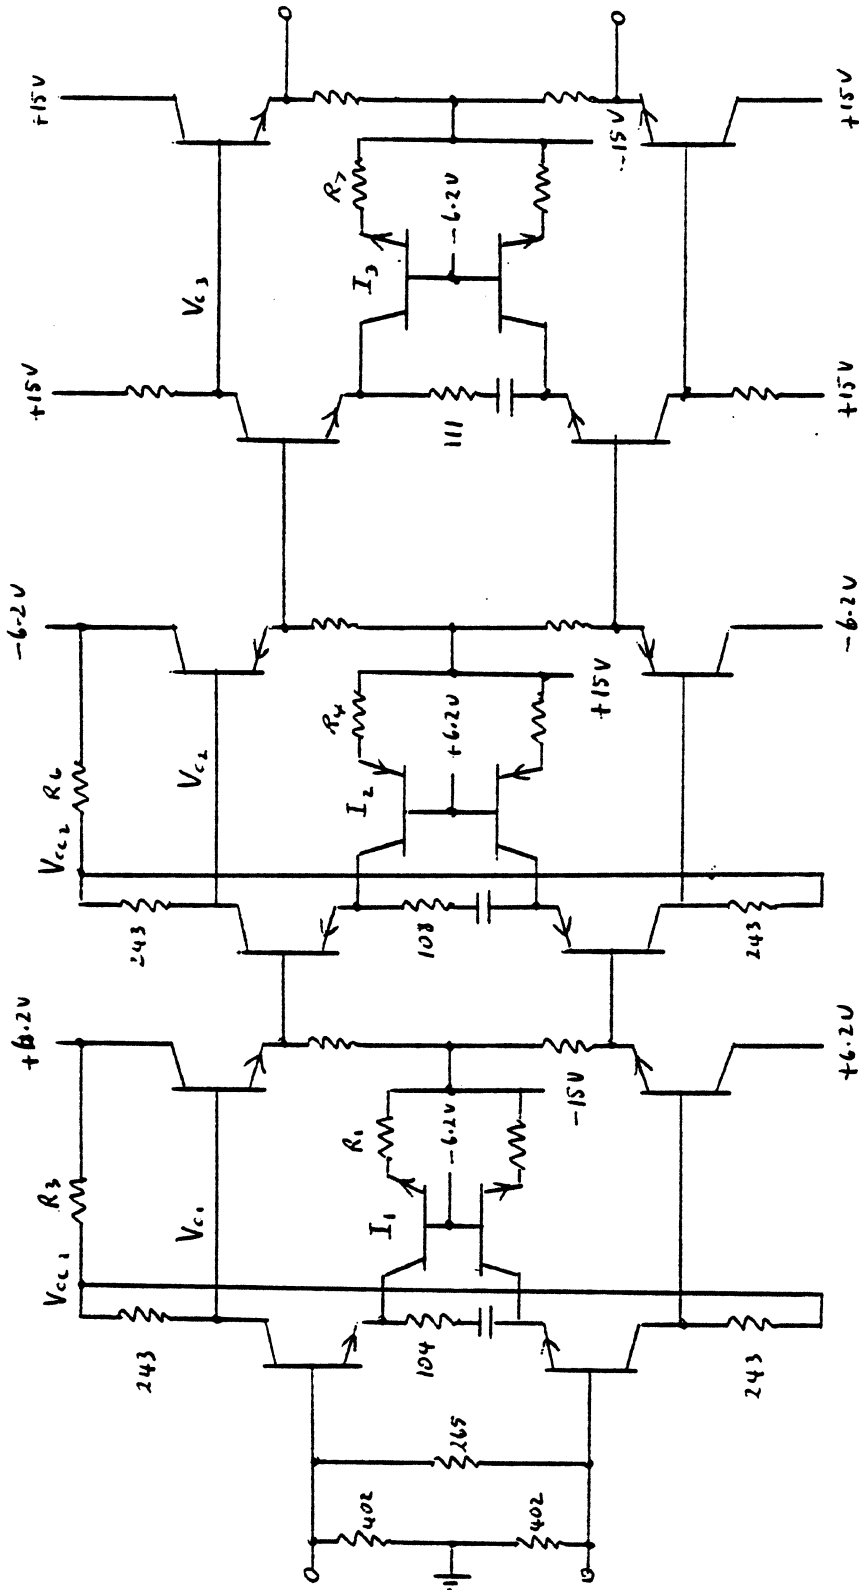 +15V
+15V
-6.2V
+6.2V
Vc3
R7
I3
-6.2V
-15V
111
+15V
+15V
R6
Vcc2
Vc2
R4
I2
+6.2V
+15V
243
108
243
-6.2V
R3
Vcc1
Vc1
R1
I1
-6.2V
-15V
243
104
243
+6.2V
402
265
402